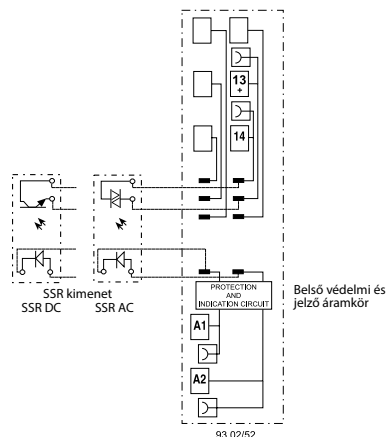 13
+
14
SSR kimenet
SSR DC
SSR AC
PROTECTION
AND
INDICATION CIRCUIT
Belső védelmi és
jelző áramkör
A1
A2
93.02/52